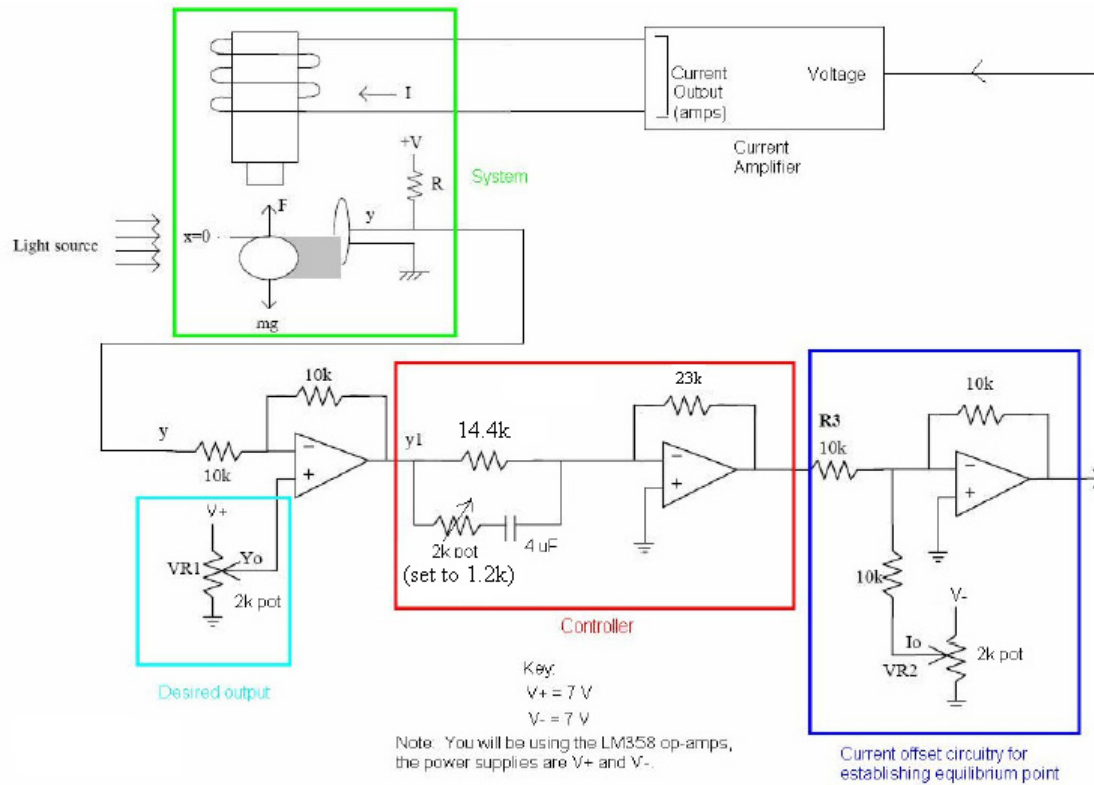 Current
Output
(amps)
Voltage
Current
Amplifier
I
+V
R
System
F
y
x=0
Light source
mg
10k
y
10k
y1
14.4k
23k
2k pot
4 uF
(set to 1.2k)
R3
10k
10k
10k
V+
Yo
VR1
2k pot
V-
Io
VR2
2k pot
Desired output
Controller
Key:
V+ = 7 V
V- = 7 V
Note: You will be using the LM358 op-amps,
the power supplies are V+ and V-.
Current offset circuitry for
establishing equilibrium point